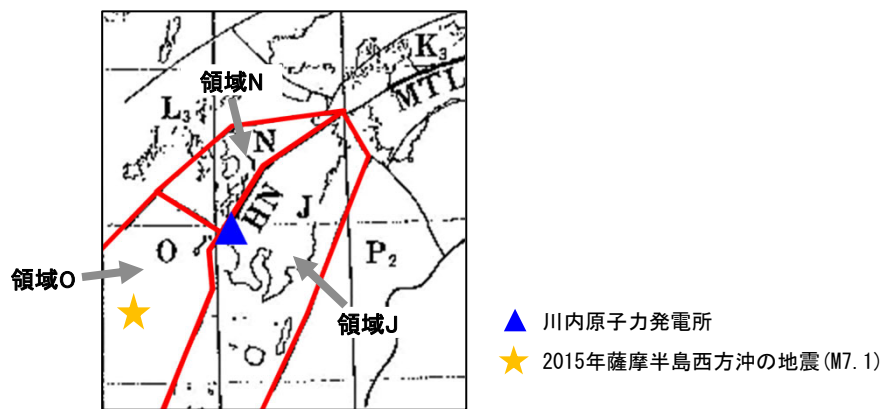 領域N
K3
MTL
L3
N
HN
J
O
P2
領域O
領域J
川内原子力発電所
2015年薩摩半島西方沖の地震(M7.1)